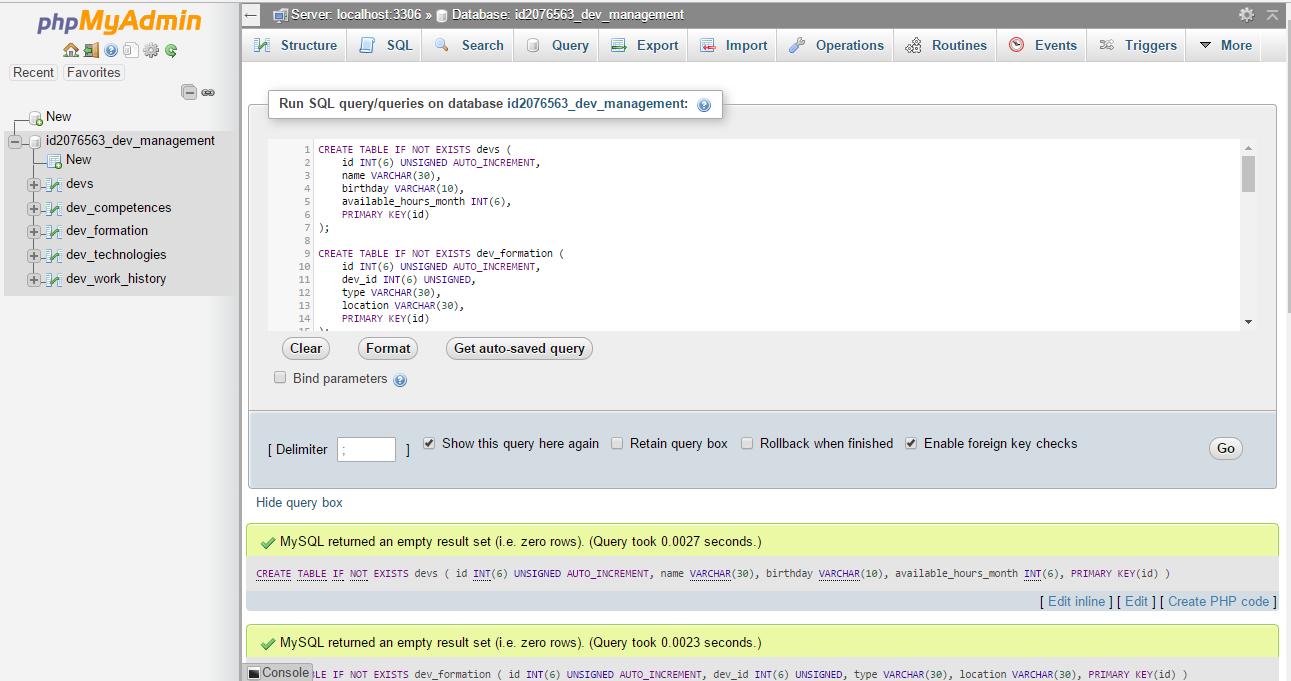 phpMyAdmin
Recent Favorites
New
id2076563_dev_management
New
devs
dev_competences
dev_formation
dev_technologies
dev_work_history
Server: localhost:3306 » Database: id2076563_dev_management
Structure SQL Search Query Export Import Operations Routines Events Triggers More
Run SQL query/queries on database id2076563_dev_management:
1 CREATE TABLE IF NOT EXISTS devs (
2 id INT(6) UNSIGNED AUTO_INCREMENT,
3 name VARCHAR(30),
4 birthday VARCHAR(10),
5 available_hours_month INT(6),
6 PRIMARY KEY(id)
7 );
8
9 CREATE TABLE IF NOT EXISTS dev_formation (
10 id INT(6) UNSIGNED AUTO_INCREMENT,
11 dev_id INT(6) UNSIGNED,
12 type VARCHAR(30),
13 location VARCHAR(30),
14 PRIMARY KEY(id)
15 );
Clear Format Get auto-saved query
Bind parameters
[ Delimiter ; ] Show this query here again Retain query box Rollback when finished Enable foreign key checks Go
Hide query box
MySQL returned an empty result set (i.e. zero rows). (Query took 0.0027 seconds.)
CREATE TABLE IF NOT EXISTS devs ( id INT(6) UNSIGNED AUTO_INCREMENT, name VARCHAR(30), birthday VARCHAR(10), available_hours_month INT(6), PRIMARY KEY(id) )
[ Edit inline ] [ Edit ] [ Create PHP code ]
MySQL returned an empty result set (i.e. zero rows). (Query took 0.0023 seconds.)
Console LE IF NOT EXISTS dev_formation ( id INT(6) UNSIGNED AUTO_INCREMENT, dev_id INT(6) UNSIGNED, type VARCHAR(30), location VARCHAR(30), PRIMARY KEY(id) )